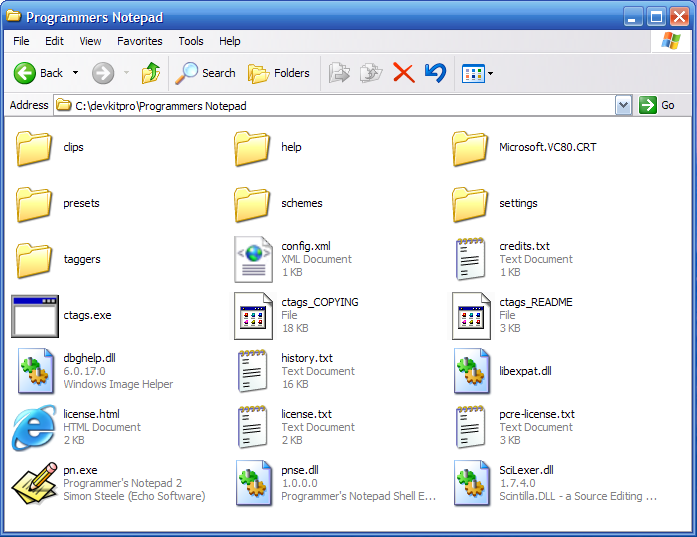 Programmers Notepad
File Edit View Favorites Tools Help
Back Search Folders
Address C:\devkitpro\Programmers Notepad Go
clips
help
Microsoft.VC80.CRT
presets
schemes
settings
taggers
config.xml
XML Document
1 KB
credits.txt
Text Document
1 KB
ctags.exe
ctags_COPYING
File
18 KB
ctags_README
File
3 KB
dbghelp.dll
6.0.17.0
Windows Image Helper
history.txt
Text Document
16 KB
libexpat.dll
license.html
HTML Document
2 KB
license.txt
Text Document
2 KB
pcre-license.txt
Text Document
3 KB
pn.exe
Programmer's Notepad 2
Simon Steele (Echo Software)
pnse.dll
1.0.0.0
Programmer's Notepad Shell E...
SciLexer.dll
1.7.4.0
Scintilla.DLL - a Source Editing ...